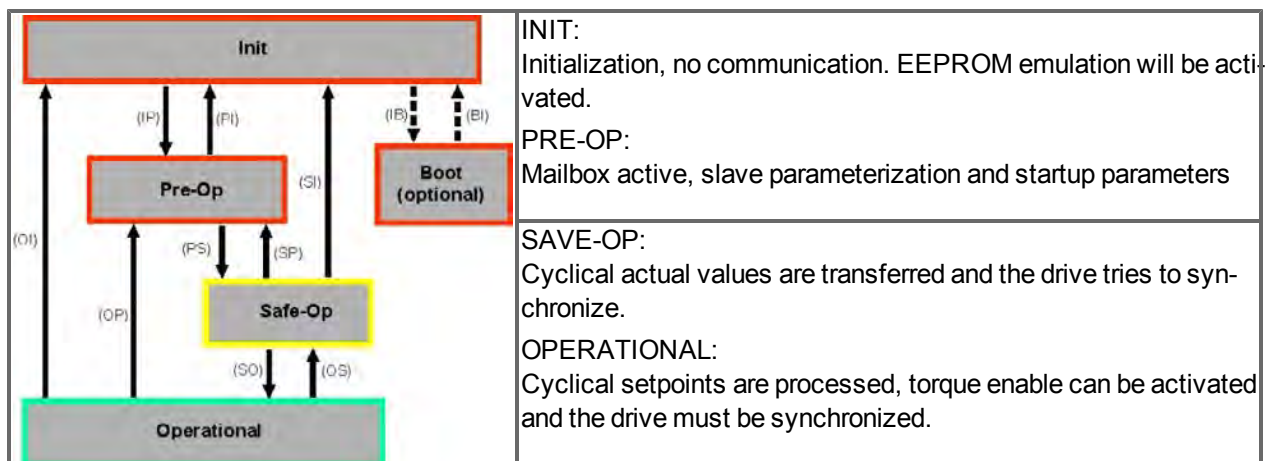 Init
(IP)
(PI)
(IB)
(BI)
Pre-Op
(SI)
Boot
(optional)
(OI)
(PS)
(SP)
(OP)
Safe-Op
(SO)
(OS)
Operational
INIT:
Initialization, no communication. EEPROM emulation will be acti-
vated.
PRE-OP:
Mailbox active, slave parameterization and startup parameters
SAVE-OP:
Cyclical actual values are transferred and the drive tries to syn-
chronize.
OPERATIONAL:
Cyclical setpoints are processed, torque enable can be activated
and the drive must be synchronized.